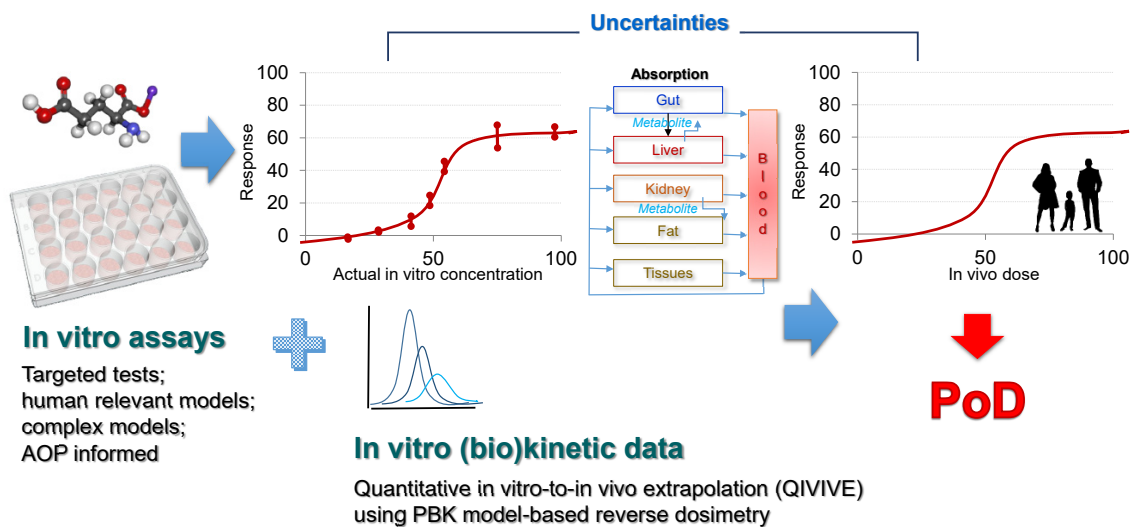 Uncertainties
100
80
60
40
20
0
Response
0
50
100
Actual in vitro concentration
Absorption
Gut
Metabolite
Liver
Kidney
Metabolite
Fat
Tissues
Blood
100
80
60
40
20
0
Response
0
50
100
In vivo dose
In vitro assays
Targeted tests;
human relevant models;
complex models;
AOP informed
In vitro (bio)kinetic data
Quantitative in vitro-to-in vivo extrapolation (QIVIVE)
using PBK model-based reverse dosimetry
PoD